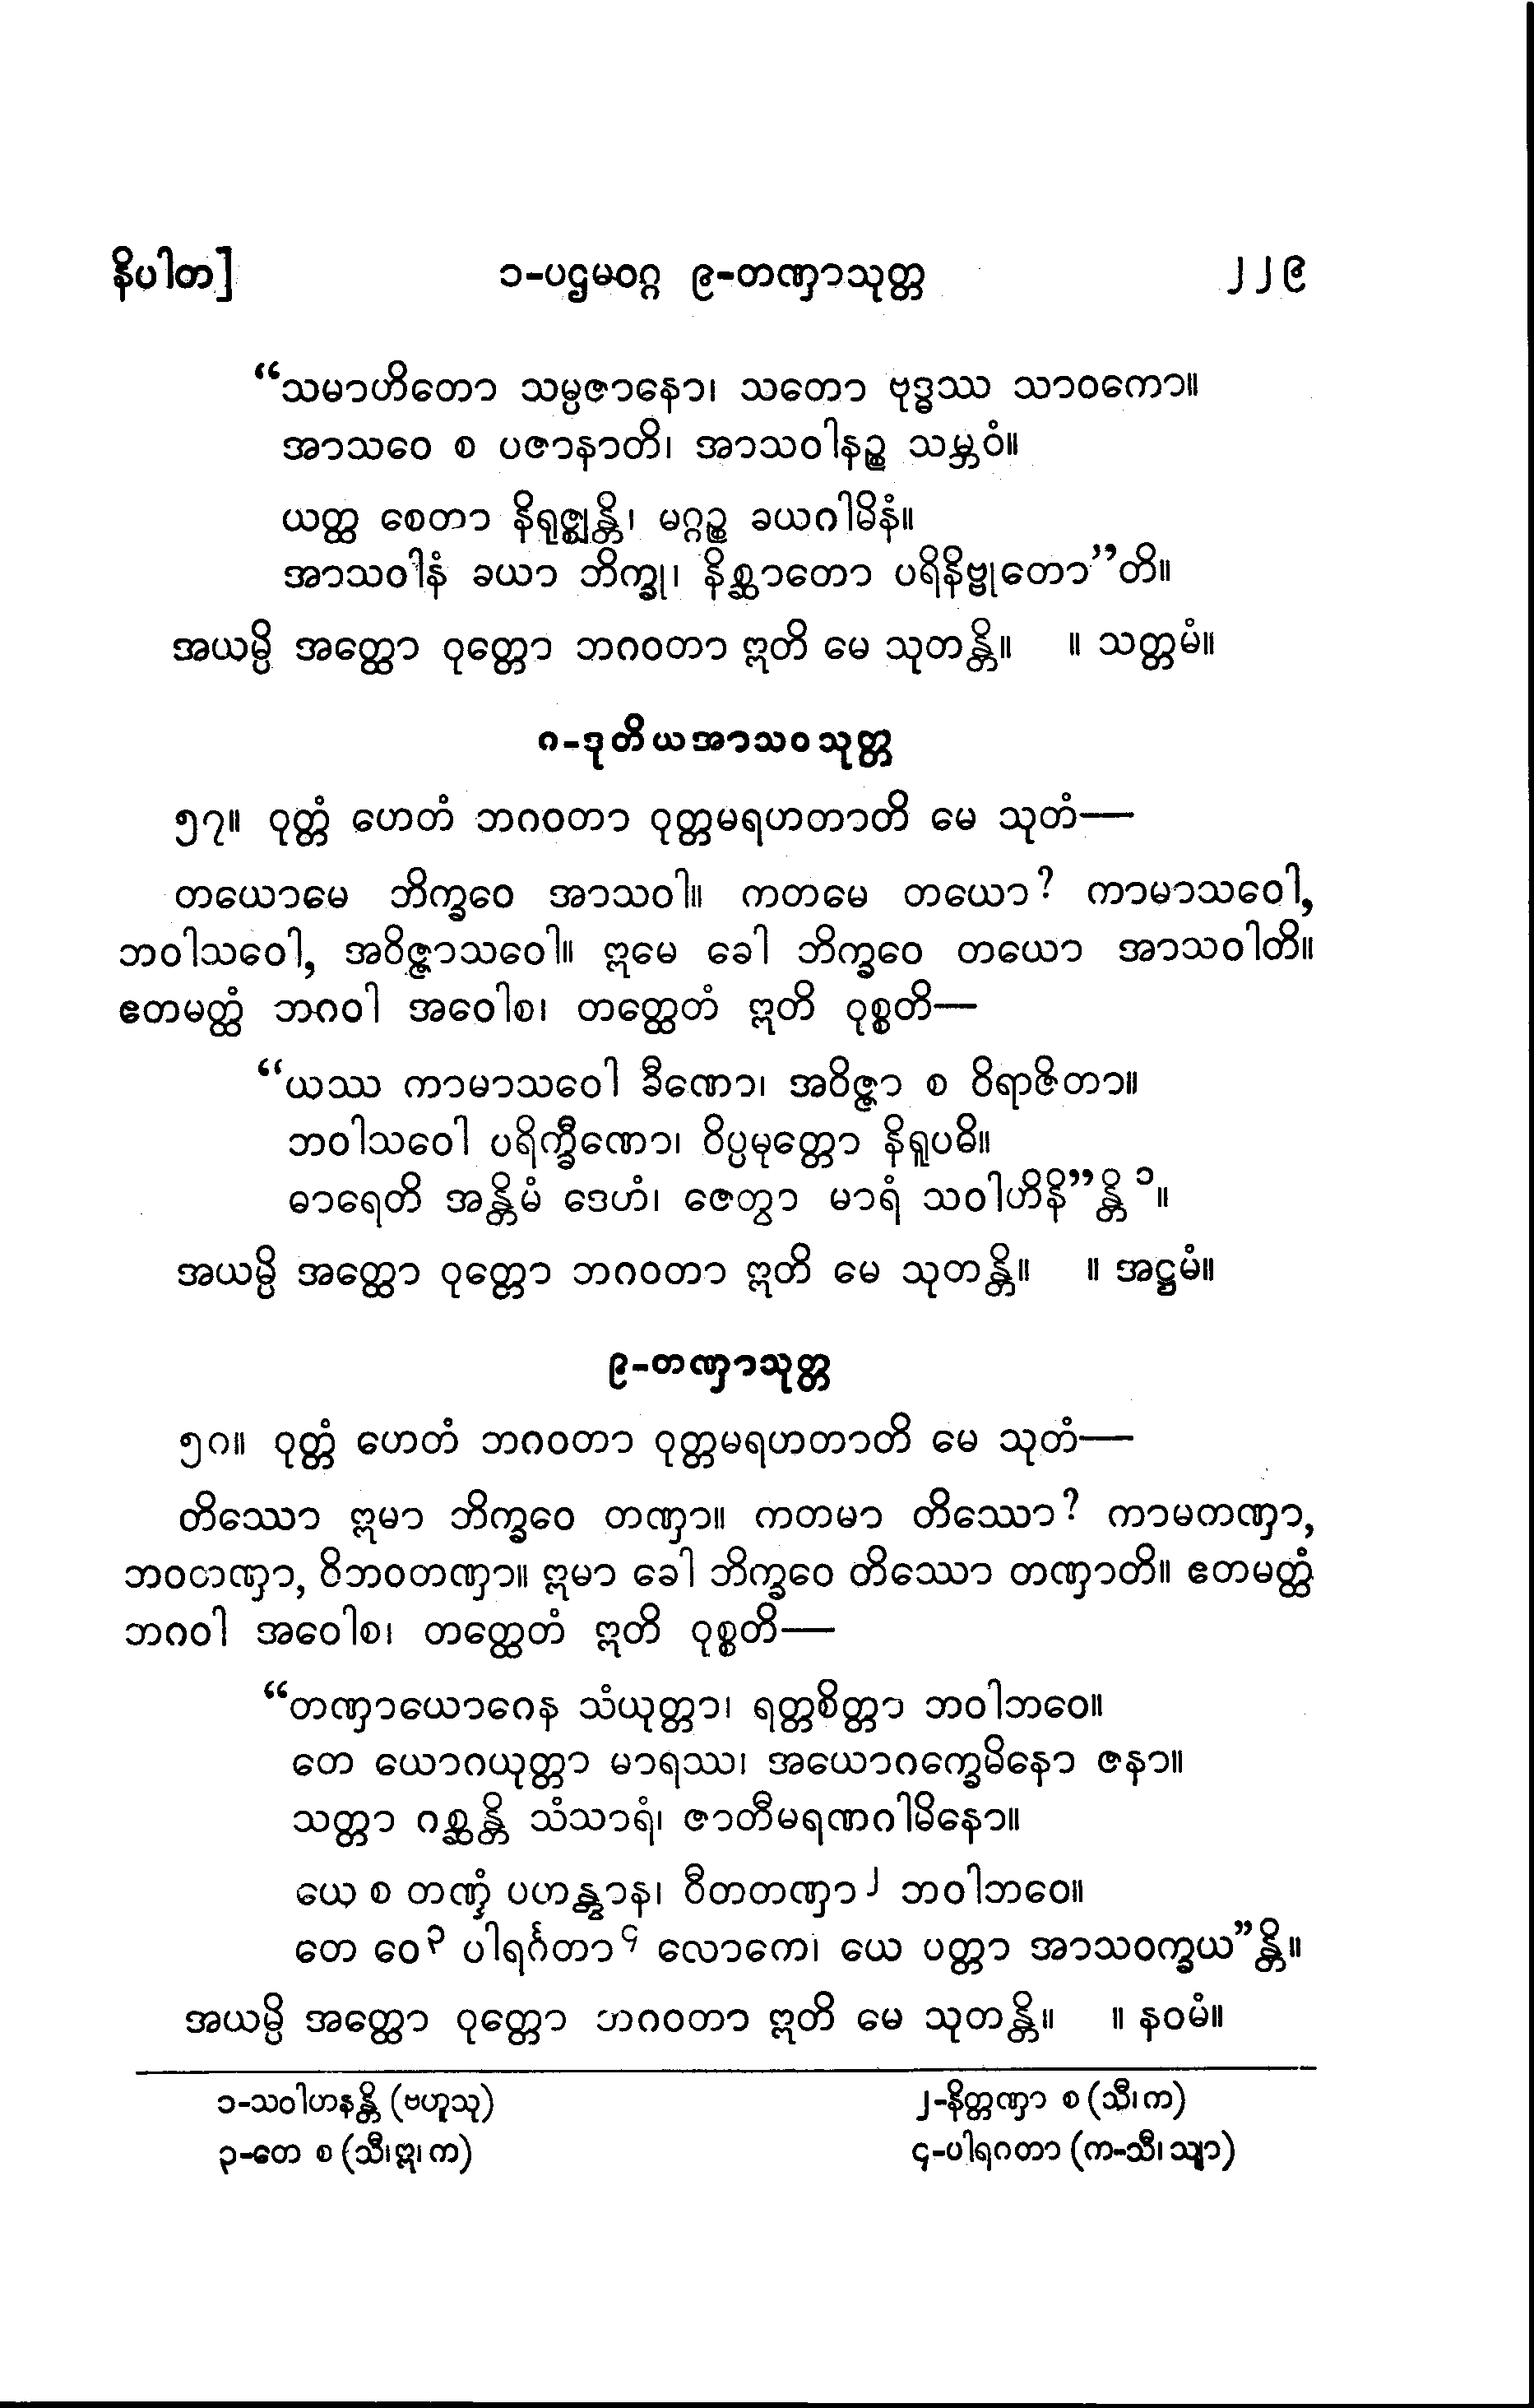 နိပါတ] ၁-ပဌမဝဂ္ဂ ၉-တဏှာသုတ္တ ၂၂၉
“သမာဟိတော သမ္ပဇာနော၊ သတော ဗုဒ္ဓဿ သာဝကော။
အာသဝေ စ ပဇာနာတိ၊ အာသဝါနဉ္စ သမ္ဘဝံ။
ယတ္ထ စေတာ နိရုဇ္ဈန္တိ၊ မဂ္ဂဉ္စ ခယဂါမိနံ။
အာသဝါနံ ခယာ ဘိက္ခု၊ နိစ္ဆာတော ပရိနိဗ္ဗုတော”တိ။
အယမ္ပိ အတ္ထော ဝုတ္တော ဘဂဝတာ ဣတိ မေ သုတန္တိ။ ။ သတ္တမံ။
ဂ-ဒုတိယအာသဝသုတ္တ
၅၇။ ဝုတ္တံ ဟေတံ ဘဂဝတာ ဝုတ္တမရဟတာတိ မေ သုတံ—
တယောမေ ဘိက္ခဝေ အာသဝါ။ ကတမေ တယော? ကာမာသဝေါ,
ဘဝါသဝေါ, အဝိဇ္ဇာသဝေါ။ ဣမေ ခေါ ဘိက္ခဝေ တယော အာသဝါတိ။
ဧတမတ္ထံ ဘဂဝါ အဝေါစ၊ တတ္ထေတံ ဣတိ ဝုစ္စတိ—
“ယဿ ကာမာသဝေါ ခီဏော၊ အဝိဇ္ဇာ စ ဝိရာဇိတာ။
ဘဝါသဝေါ ပရိက္ခီဏော၊ ဝိပ္ပမုတ္တော နိရူပဓိ။
ဓာရေတိ အန္တိမံ ဒေဟံ၊ ဇေတွာ မာရံ သဝါဟိနိ”န္တိ ၁။
အယမ္ပိ အတ္ထော ဝုတ္တော ဘဂဝတာ ဣတိ မေ သုတန္တိ။ ။ အဋ္ဌမံ။
၉-တဏှာသုတ္တ
၅ဂ။ ဝုတ္တံ ဟေတံ ဘဂဝတာ ဝုတ္တမရဟတာတိ မေ သုတံ—
တိဿော ဣမာ ဘိက္ခဝေ တဏှာ။ ကတမာ တိဿော? ကာမတဏှာ,
ဘဝတဏှာ, ဝိဘဝတဏှာ။ ဣမာ ခေါ ဘိက္ခဝေ တိဿော တဏှာတိ။ ဧတမတ္ထံ
ဘဂဝါ အဝေါစ၊ တတ္ထေတံ ဣတိ ဝုစ္စတိ—
“တဏှာယောဂေန သံယုတ္တာ၊ ရတ္တစိတ္တာ ဘဝါဘဝေ။
တေ ယောဂယုတ္တာ မာရဿ၊ အယောဂက္ခေမိနော ဇနာ။
သတ္တာ ဂစ္ဆန္တိ သံသာရံ၊ ဇာတီမရဏဂါမိနော။
ယေ စ တဏှံ ပဟန္တွာန၊ ဝီတတဏှာ၂ ဘဝါဘဝေ။
တေ ဝေ၃ ပါရင်္ဂတာ၄ လောကေ၊ ယေ ပတ္တာ အာသဝက္ခယ”န္တိ။
အယမ္ပိ အတ္ထော ဝုတ္တော ဘဂဝတာ ဣတိ မေ သုတန္တိ။ ။ နဝမံ။
၁-သဝါဟနန္တိ (ဗဟူသု) ၂-နိတ္တဏှာ စ (သီ၊ က)
၃-တေ စ (သီ၊ ဣ၊ က) ၄-ပါရဂတာ (က-သီ၊ သျာ)